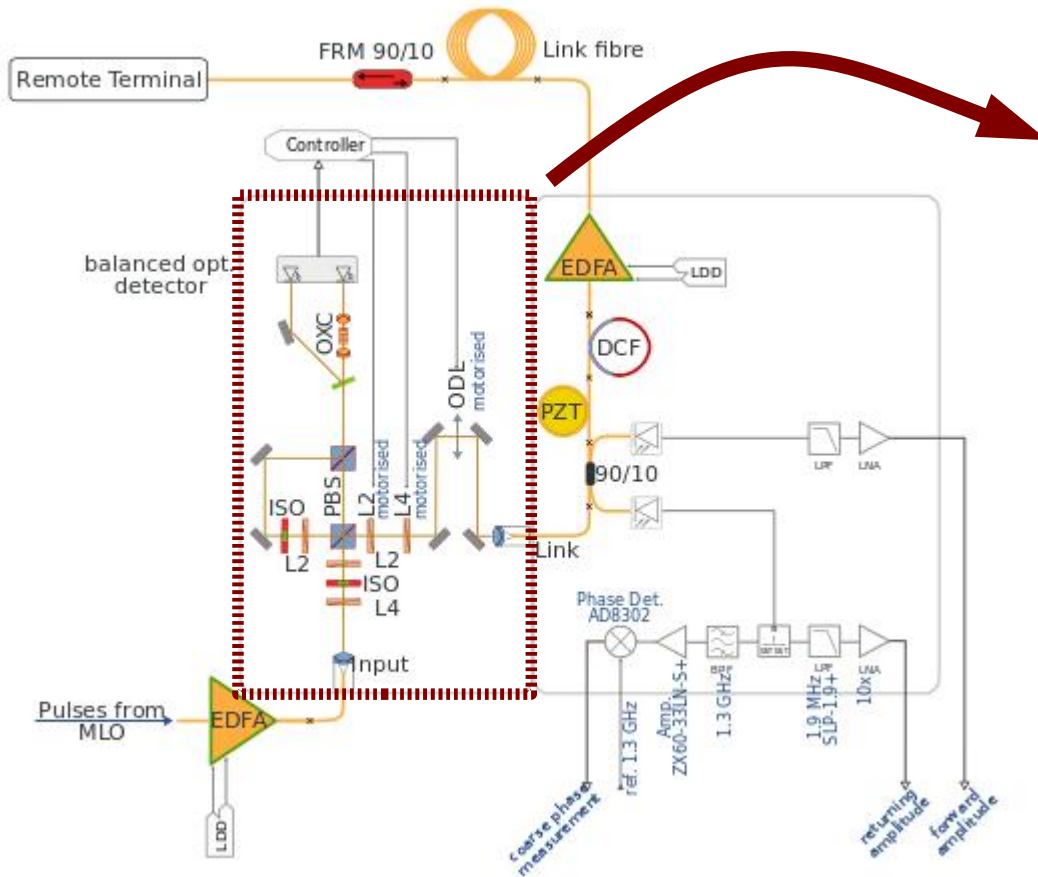 FRM 90/10
Link fibre
Remote Terminal
Controller
balanced opt.
detector
EDFA
LDD
OXC
DCF
ODL
motorised
PZT
90/10
LPF
LNA
PBS
L2
motorised
L4
motorised
ISO
L2
L2
ISO
L4
Link
Input
Phase Det.
AD8302
Pulses from
MLO
EDFA
LDD
ref. 1.3 GHz
Amp.
ZX60-33LN-S+
1.3 GHz
LPF
1.9 MHz
SLP-1.9+
LNA
10x
coarse phase
measurement
returning
amplitude
forward
amplitude